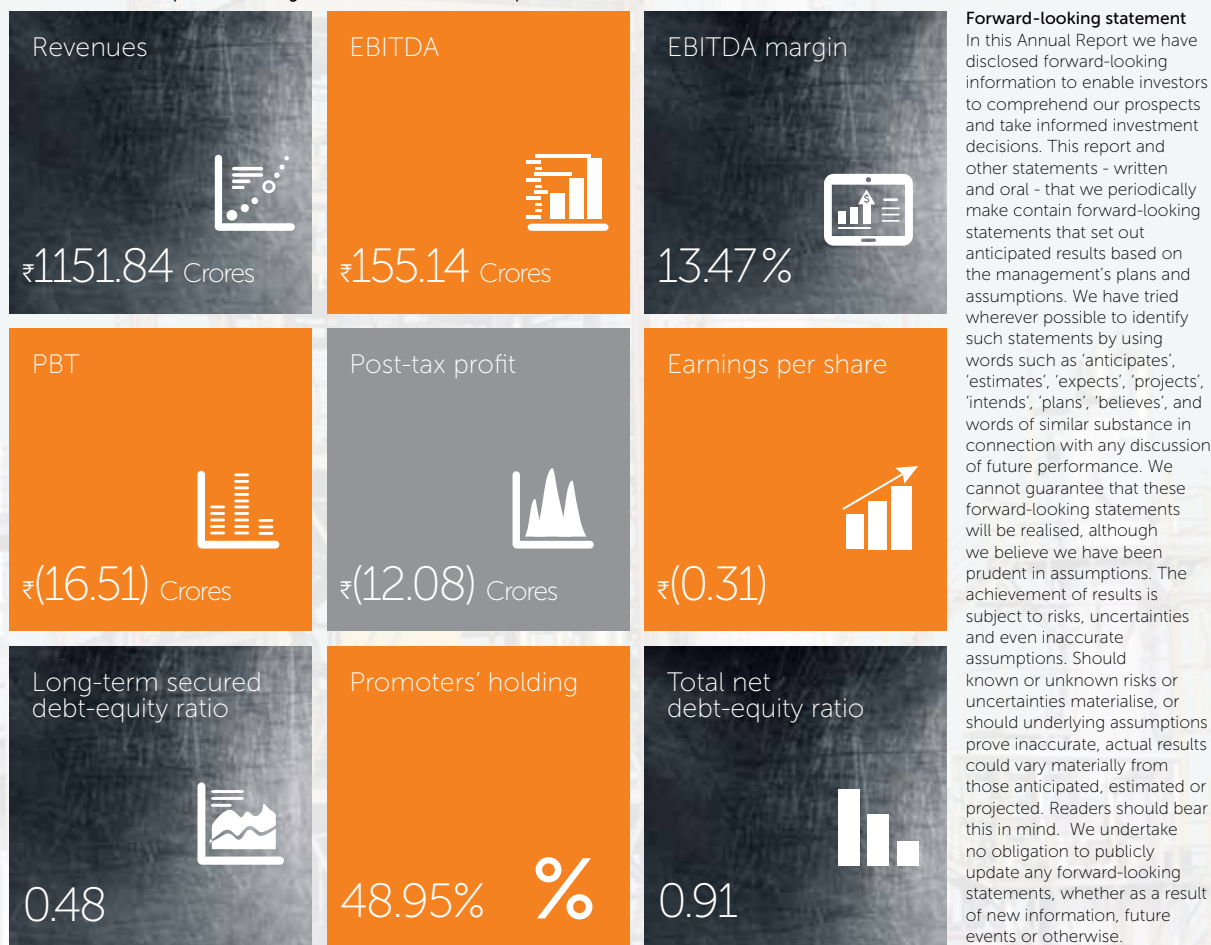 Revenues
₹1151.84 Crores
EBITDA
₹155.14 Crores
EBITDA margin
$
13.47%
PBT
₹(16.51) Crores
Post-tax profit
₹(12.08) Crores
Earnings per share
₹(0.31)
Long-term secured
debt-equity ratio
0.48
Promoters’ holding
48.95%
%
Total net
debt-equity ratio
0.91
Forward-looking statement
In this Annual Report we have
disclosed forward-looking
information to enable investors
to comprehend our prospects
and take informed investment
decisions. This report and
other statements - written
and oral - that we periodically
make contain forward-looking
statements that set out
anticipated results based on
the management’s plans and
assumptions. We have tried
wherever possible to identify
such statements by using
words such as ‘anticipates’,
‘estimates’, ‘expects’, ‘projects’,
‘intends’, ‘plans’, ‘believes’, and
words of similar substance in
connection with any discussion
of future performance. We
cannot guarantee that these
forward-looking statements
will be realised, although
we believe we have been
prudent in assumptions. The
achievement of results is
subject to risks, uncertainties
and even inaccurate
assumptions. Should
known or unknown risks or
uncertainties materialise, or
should underlying assumptions
prove inaccurate, actual results
could vary materially from
those anticipated, estimated or
projected. Readers should bear
this in mind. We undertake
no obligation to publicly
update any forward-looking
statements, whether as a result
of new information, future
events or otherwise.